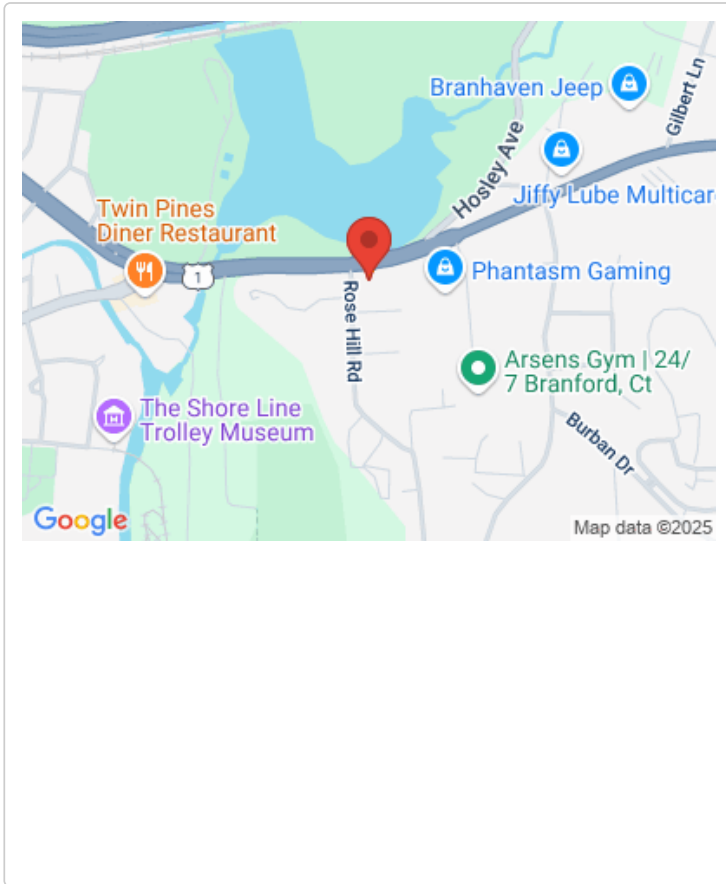 Branhaven Jeep
Gilbert Ln
Hosley Ave
Jiffy Lube Multicar
Twin Pines
Diner Restaurant
1
Phantasm Gaming
Rose Hill Rd
Arsens Gym | 24/
7 Branford, Ct
The Shore Line
Trolley Museum
Burban Dr
Google
Map data ©2025